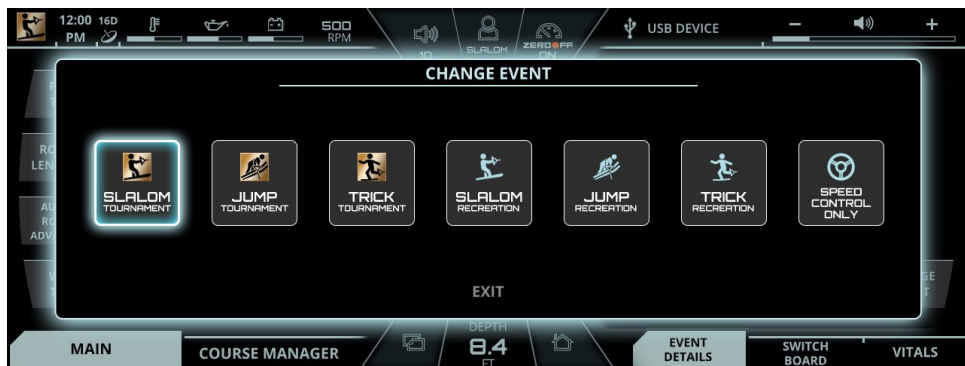 12:00 16D
PM
500
RPM
10
SLALOM
ZERO OFF
ON
USB DEVICE
CHANGE EVENT
SLALOM
TOURNAMENT
JUMP
TOURNAMENT
TRICK
TOURNAMENT
SLALOM
RECREATION
JUMP
RECREATION
TRICK
RECREATION
SPEED
CONTROL
ONLY
EXIT
MAIN
COURSE MANAGER
DEPTH
8.4
FT
EVENT
DETAILS
SWITCH
BOARD
VITALS